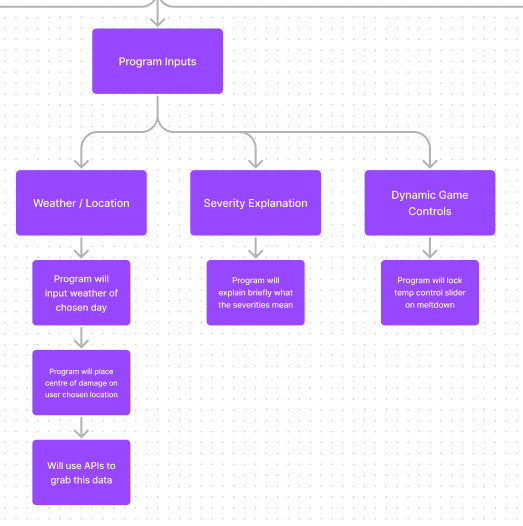 Program Inputs
Weather / Location
Severity Explanation
Dynamic Game
Controls
Program will
input weather of
chosen day
Program will
explain briefly what
the severities mean
Program will lock
temp control slider
on meltdown
Program will place
centre of damage on
user chosen location
Will use APIs to
grab this data